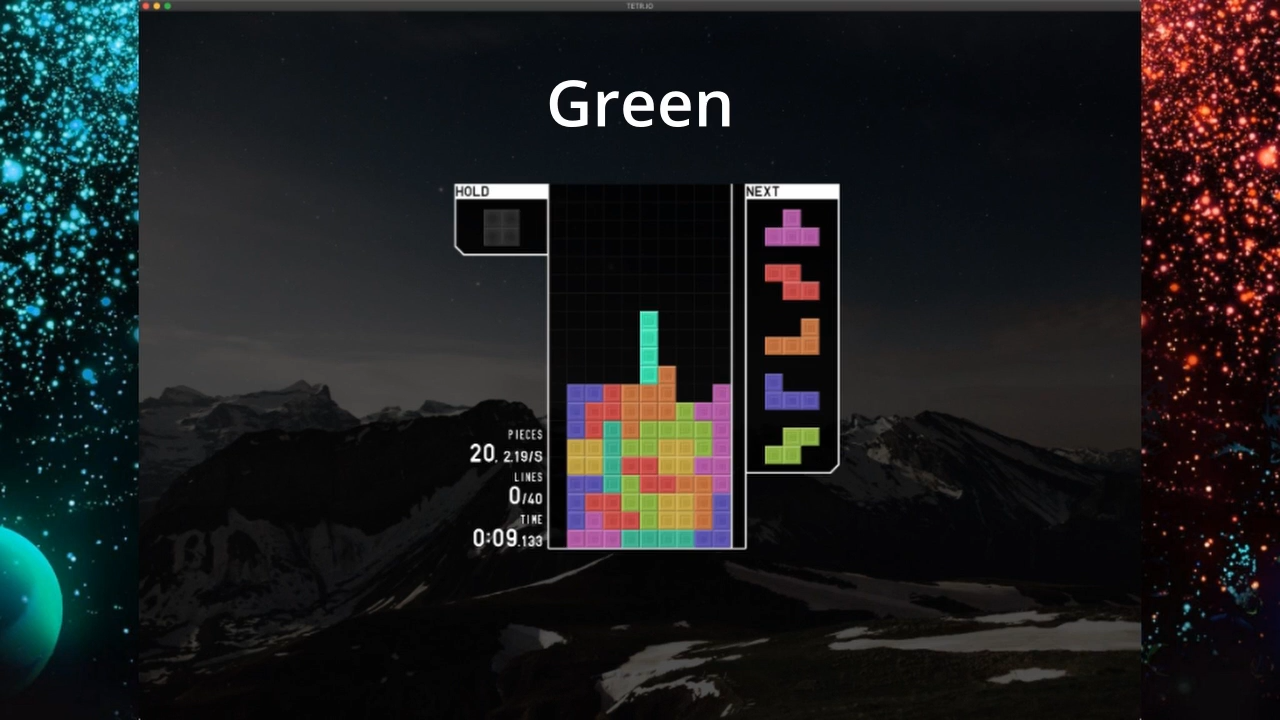 TETR.IO
Green
HOLD
NEXT
PIECES
20, 2.19/S
LINES
0/40
TIME
0:09.133